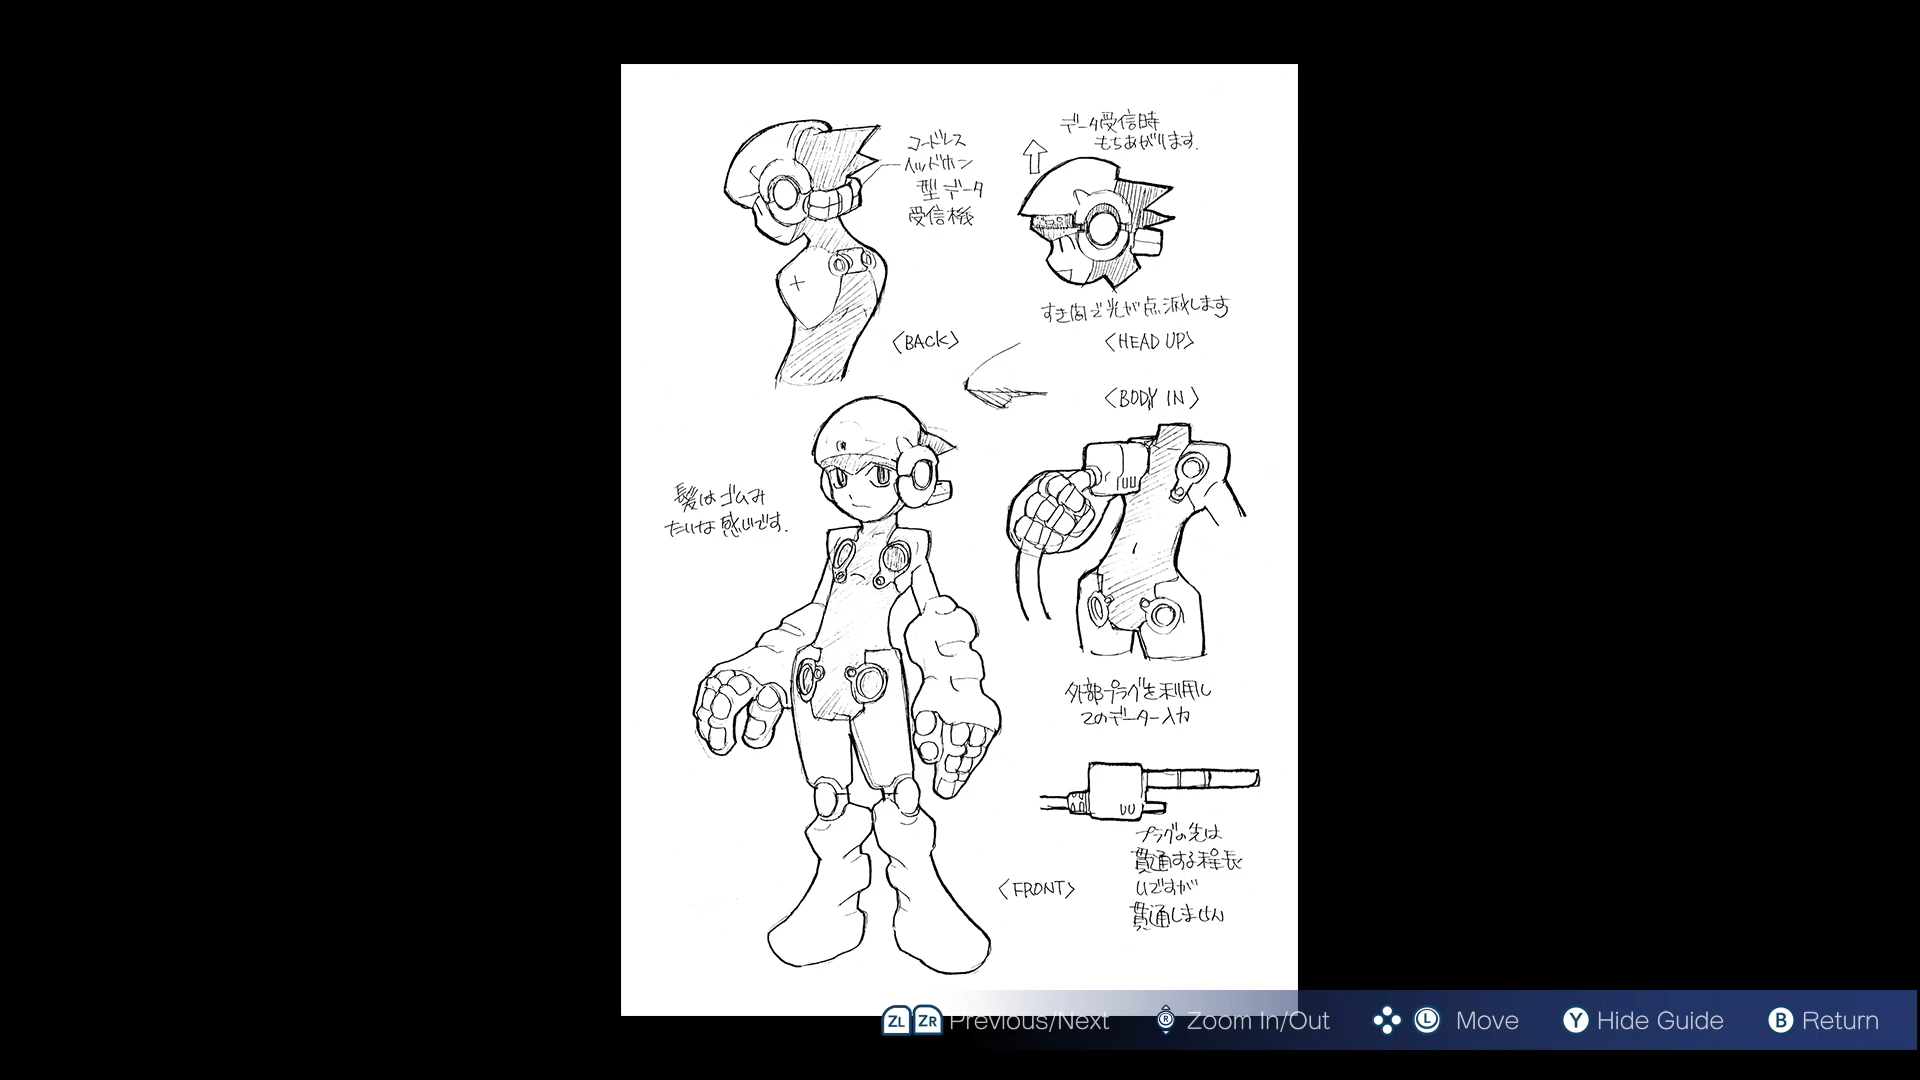 コードレス
ヘッドホン
型データ
受信機
データ受信時
もちあがります.
すき間で光が点滅します
〈BACK〉
〈HEAD UP〉
〈BODY IN〉
髪はゴムみ
たいな感じです.
外部プラグを利用し
てのデーター入力
プラグの先は
貫通する程長
いですが
貫通しません
〈FRONT〉
ZL ZR Previous/Next
R Zoom In/Out
L Move
Y Hide Guide
B Return